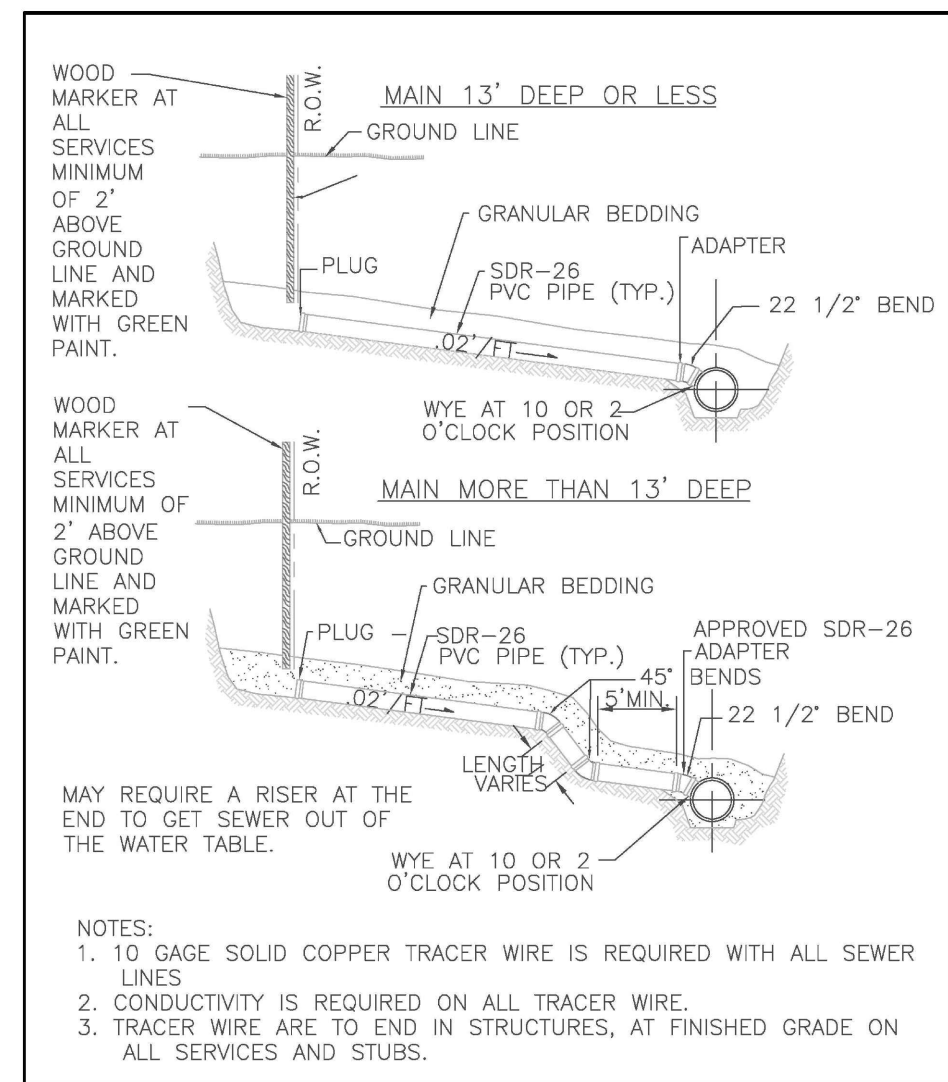 WOOD
MARKER AT
ALL
SERVICES
MINIMUM
OF 2'
ABOVE
GROUND
LINE AND
MARKED
WITH GREEN
PAINT.
R.O.W.
MAIN 13' DEEP OR LESS
GROUND LINE
GRANULAR BEDDING
PLUG
SDR-26
PVC PIPE (TYP.)
ADAPTER
22 1/2° BEND
.02'/FT
WYE AT 10 OR 2
O'CLOCK POSITION
WOOD
MARKER AT
ALL
SERVICES
MINIMUM OF
2' ABOVE
GROUND
LINE AND
MARKED
WITH GREEN
PAINT.
R.O.W.
MAIN MORE THAN 13' DEEP
GROUND LINE
GRANULAR BEDDING
PLUG
SDR-26
PVC PIPE (TYP.)
APPROVED SDR-26
ADAPTER
BENDS
45°
5'MIN.
22 1/2° BEND
.02'/FT
LENGTH
VARIES
MAY REQUIRE A RISER AT THE
END TO GET SEWER OUT OF
THE WATER TABLE.
WYE AT 10 OR 2
O'CLOCK POSITION
NOTES:
1. 10 GAGE SOLID COPPER TRACER WIRE IS REQUIRED WITH ALL SEWER
LINES
2. CONDUCTIVITY IS REQUIRED ON ALL TRACER WIRE.
3. TRACER WIRE ARE TO END IN STRUCTURES, AT FINISHED GRADE ON
ALL SERVICES AND STUBS.